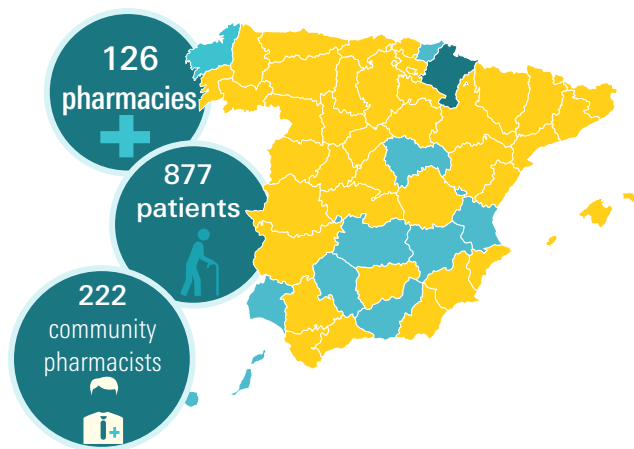 126
pharmacies
877
patients
222
community
pharmacists